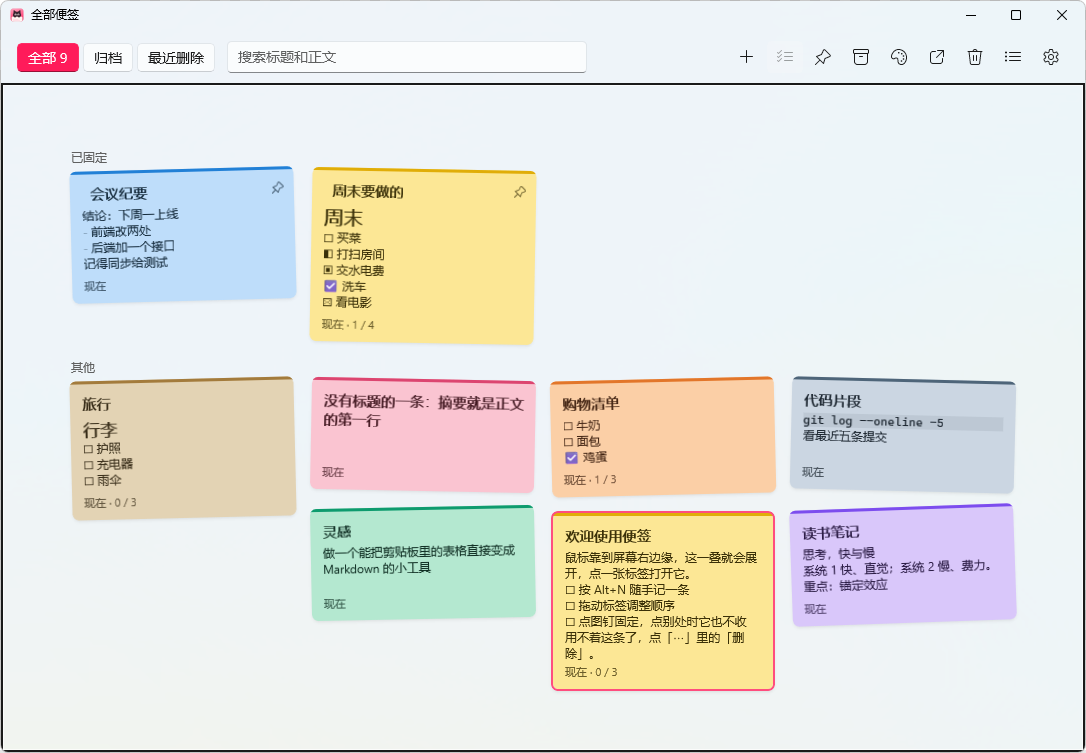 全部便签
全部 9
归档
最近删除
搜索标题和正文
已固定
会议纪要
结论：下周一上线
- 前端改两处
- 后端加一个接口
记得同步给测试
现在
周末要做的
周末
买菜
打扫房间
交水电费
洗车
看电影
现在 · 1 / 4
其他
旅行
行李
护照
充电器
雨伞
现在 · 0 / 3
没有标题的一条：摘要就是正文
的第一行
现在
购物清单
牛奶
面包
鸡蛋
现在 · 1 / 3
代码片段
git log --oneline -5
看最近五条提交
现在
灵感
做一个能把剪贴板里的表格直接变成
Markdown 的小工具
现在
欢迎使用便签
鼠标靠到屏幕右边缘，这一叠就会展
开，点一张标签打开它。
按 Alt+N 随手记一条
拖动标签调整顺序
点图钉固定，点别处时它也不收
用不着这条了，点「…」里的「删
除」。
现在 · 0 / 3
读书笔记
思考，快与慢
系统 1 快、直觉；系统 2 慢、费力。
重点：锚定效应
现在